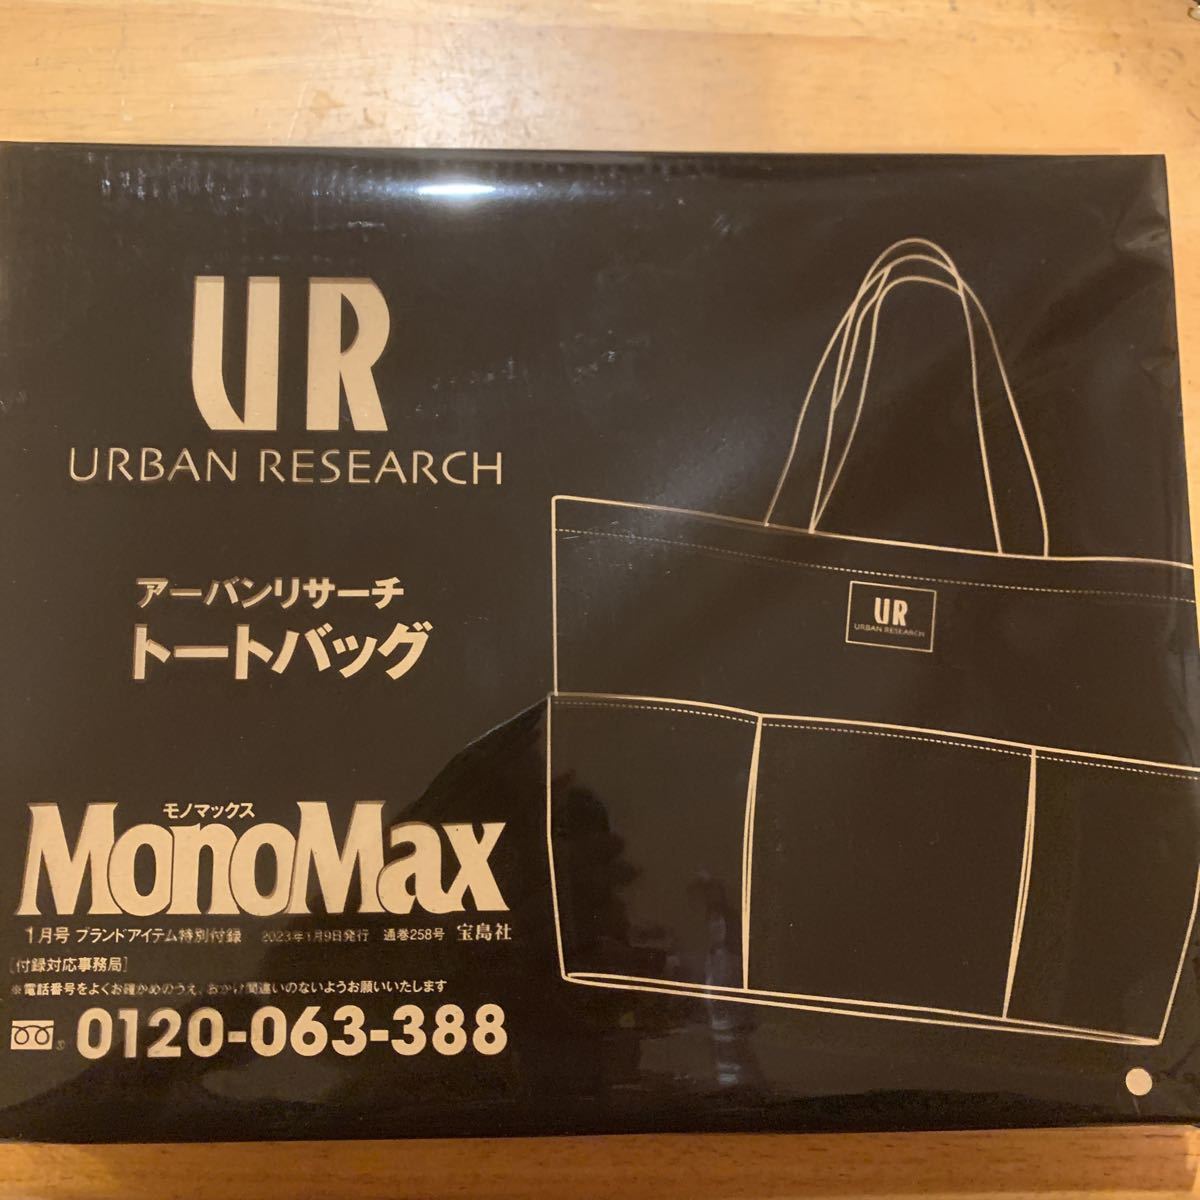 UR
URBAN RESEARCH
アーバンリサーチ
トートバッグ
UR
URBAN RESEARCH
モノマックス
MonoMax
1月号 ブランドアイテム特別付録 2023年1月9日発行 通巻258号 宝島社
[付録対応事務局]
※電話番号をよくお確かめのうえ、おかけ間違いのないようお願いいたします
0120-063-388